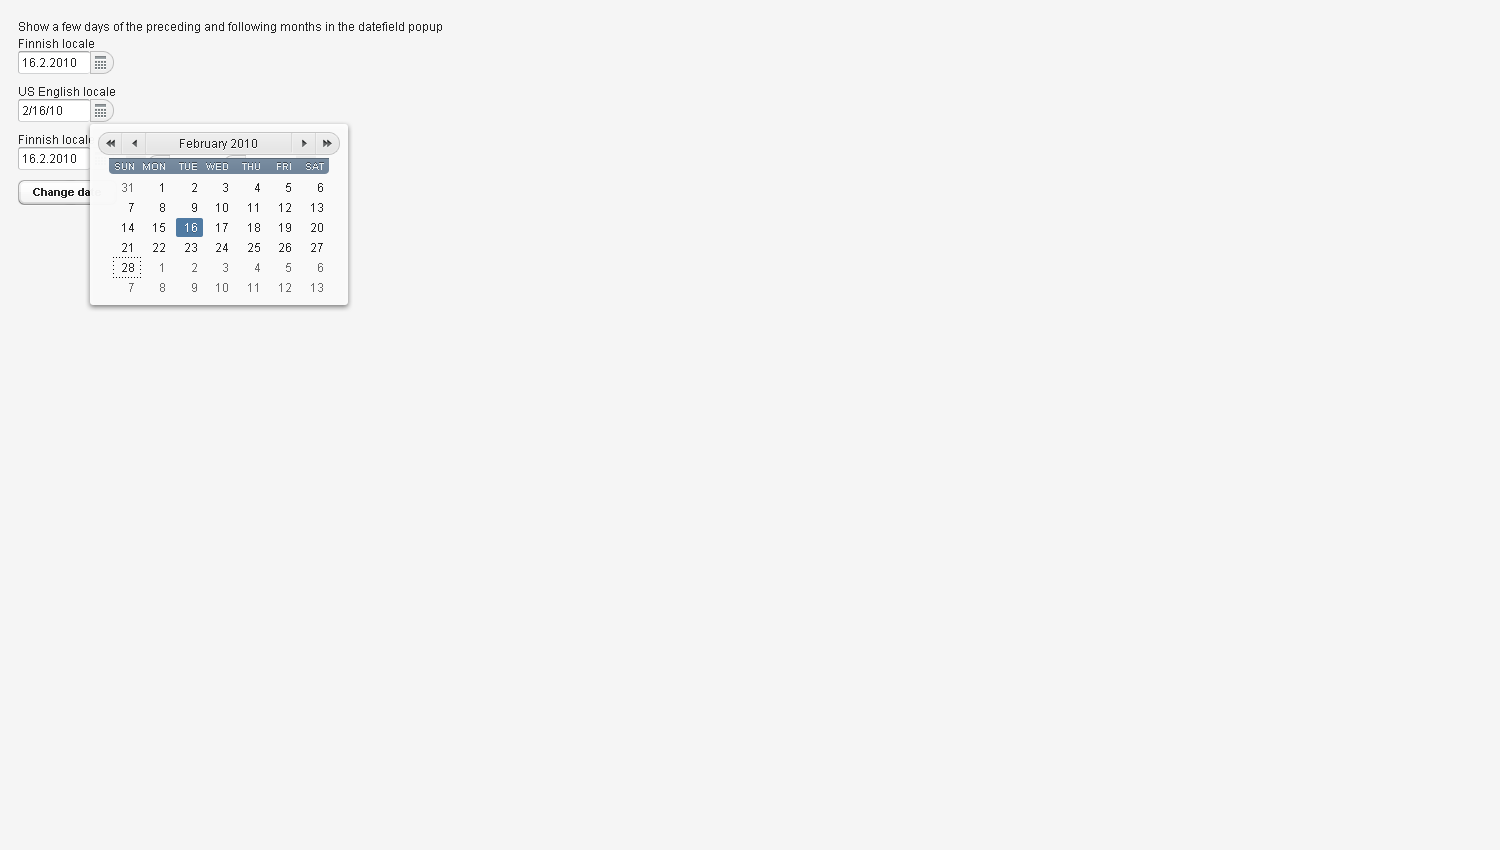 Show a few days of the preceding and following months in the datefield popup
Finnish locale
16.2.2010
US English locale
2/16/10
Finnish locale
16.2.2010
Change da
February 2010
SUN MON TUE WED THU FRI SAT
31 1 2 3 4 5 6
7 8 9 10 11 12 13
14 15 16 17 18 19 20
21 22 23 24 25 26 27
28 1 2 3 4 5 6
7 8 9 10 11 12 13